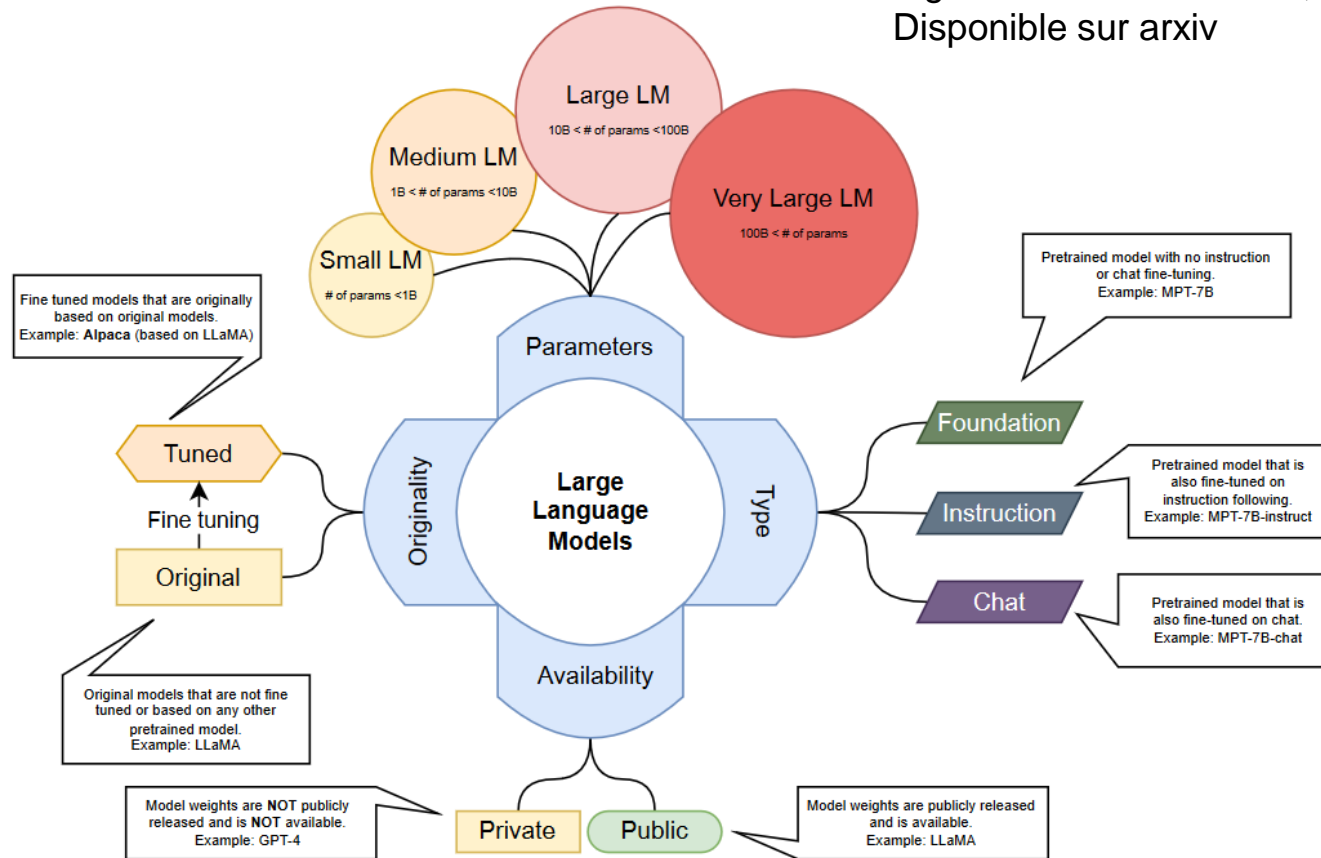 Disponible sur arxiv
Large LM
10B < # of params <100B
Medium LM
1B < # of params <10B
Very Large LM
100B < # of params
Small LM
# of params <1B
Pretrained model with no instruction
or chat fine-tuning.
Example: MPT-7B
Fine tuned models that are originally
based on original models.
Example: Alpaca (based on LLaMA)
Parameters
Foundation
Tuned
Fine tuning
Original
Originality
Large
Language
Models
Type
Pretrained model that is
also fine-tuned on
instruction following.
Example: MPT-7B-instruct
Instruction
Chat
Pretrained model that is
also fine-tuned on chat.
Example: MPT-7B-chat
Availability
Original models that are not fine
tuned or based on any other
pretrained model.
Example: LLaMA
Model weights are NOT publicly
released and is NOT available.
Example: GPT-4
Private
Public
Model weights are publicly released
and is available.
Example: LLaMA